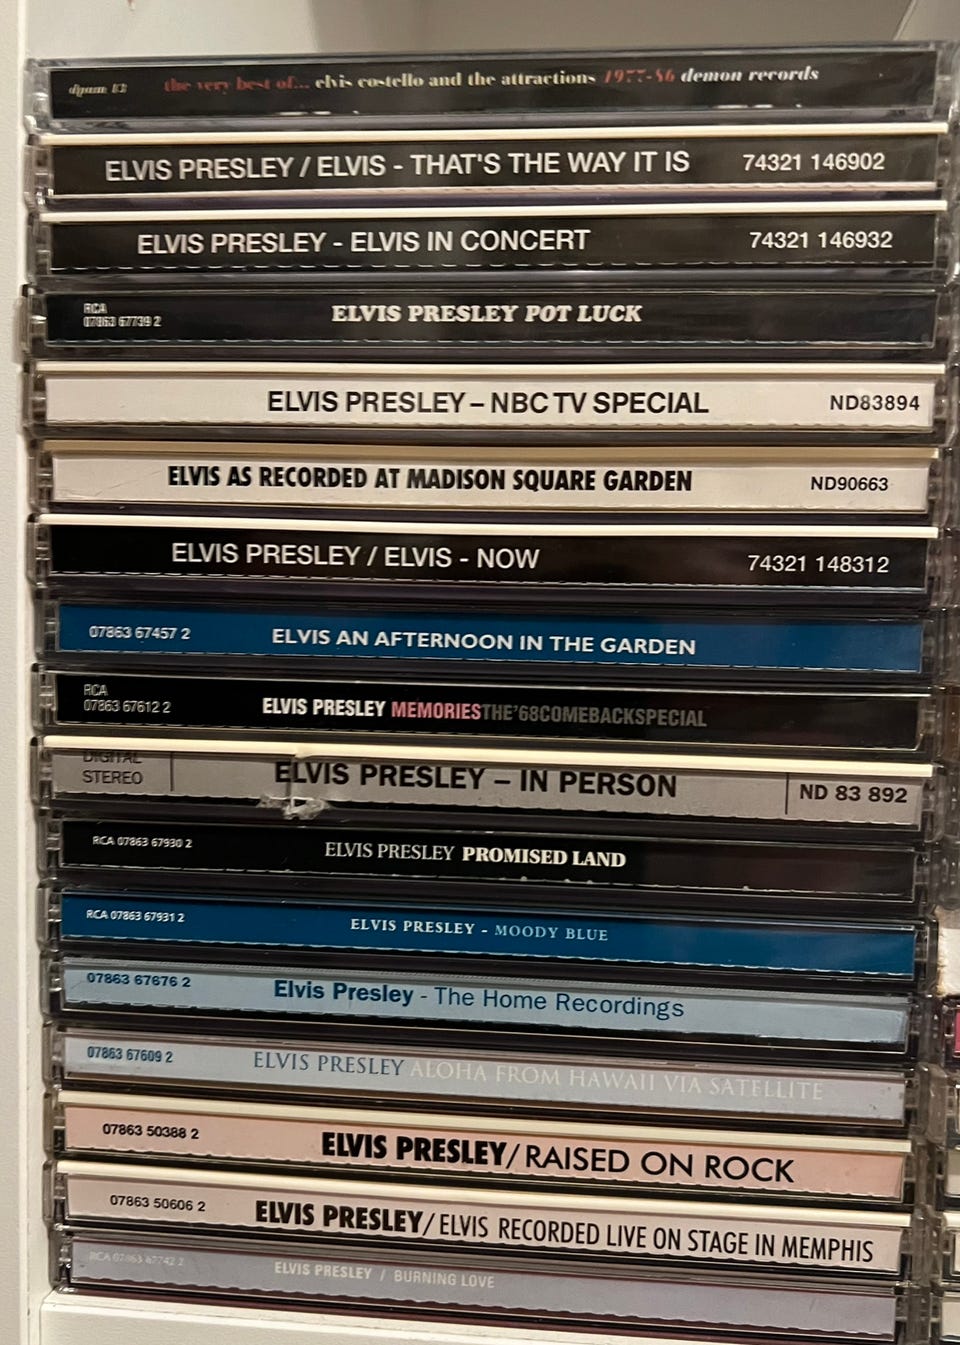 dpam 13 the very best of... elvis costello and the attractions 1977-86 demon records
ELVIS PRESLEY / ELVIS - THAT'S THE WAY IT IS 74321 146902
ELVIS PRESLEY - ELVIS IN CONCERT 74321 146932
RCA
07863 67739 2 ELVIS PRESLEY POT LUCK
ELVIS PRESLEY – NBC TV SPECIAL ND83894
ELVIS AS RECORDED AT MADISON SQUARE GARDEN ND90663
ELVIS PRESLEY / ELVIS - NOW 74321 148312
07863 67457 2 ELVIS AN AFTERNOON IN THE GARDEN
RCA
07863 67612 2 ELVIS PRESLEY MEMORIES THE '68 COMEBACK SPECIAL
DIGITAL
STEREO ELVIS PRESLEY – IN PERSON ND 83 892
RCA 07863 67930 2 ELVIS PRESLEY PROMISED LAND
RCA 07863 67931 2 ELVIS PRESLEY - MOODY BLUE
07863 67676 2 Elvis Presley - The Home Recordings
07863 67609 2 ELVIS PRESLEY ALOHA FROM HAWAII VIA SATELLITE
07863 50388 2 ELVIS PRESLEY/RAISED ON ROCK
07863 50606 2 ELVIS PRESLEY/ELVIS RECORDED LIVE ON STAGE IN MEMPHIS
RCA 07863 67742 2 ELVIS PRESLEY / BURNING LOVE